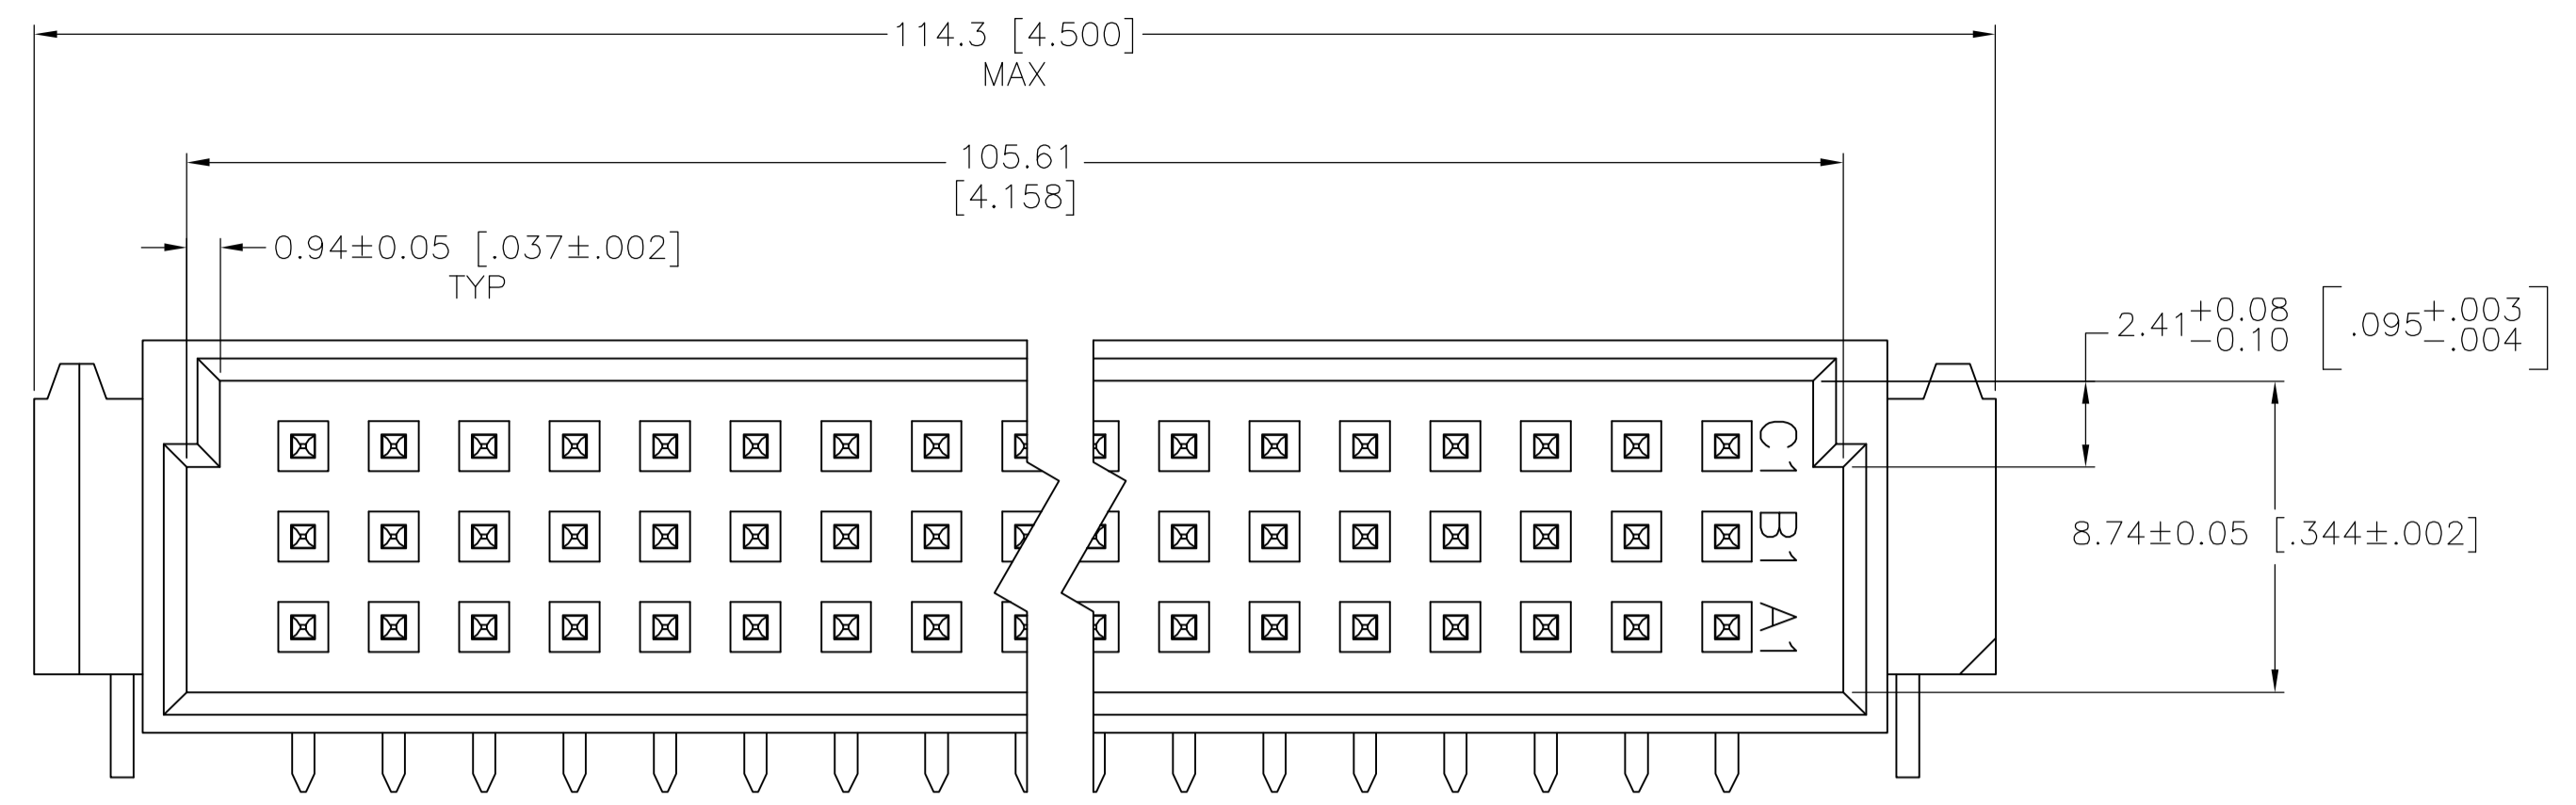 114.3 [4.500]
MAX
105.61
[4.158]
0.94±0.05 [.037±.002]
TYP
2.41+0.08 [.095+.003]
-0.10 -.004
8.74±0.05 [.344±.002]
C1
B1
A1